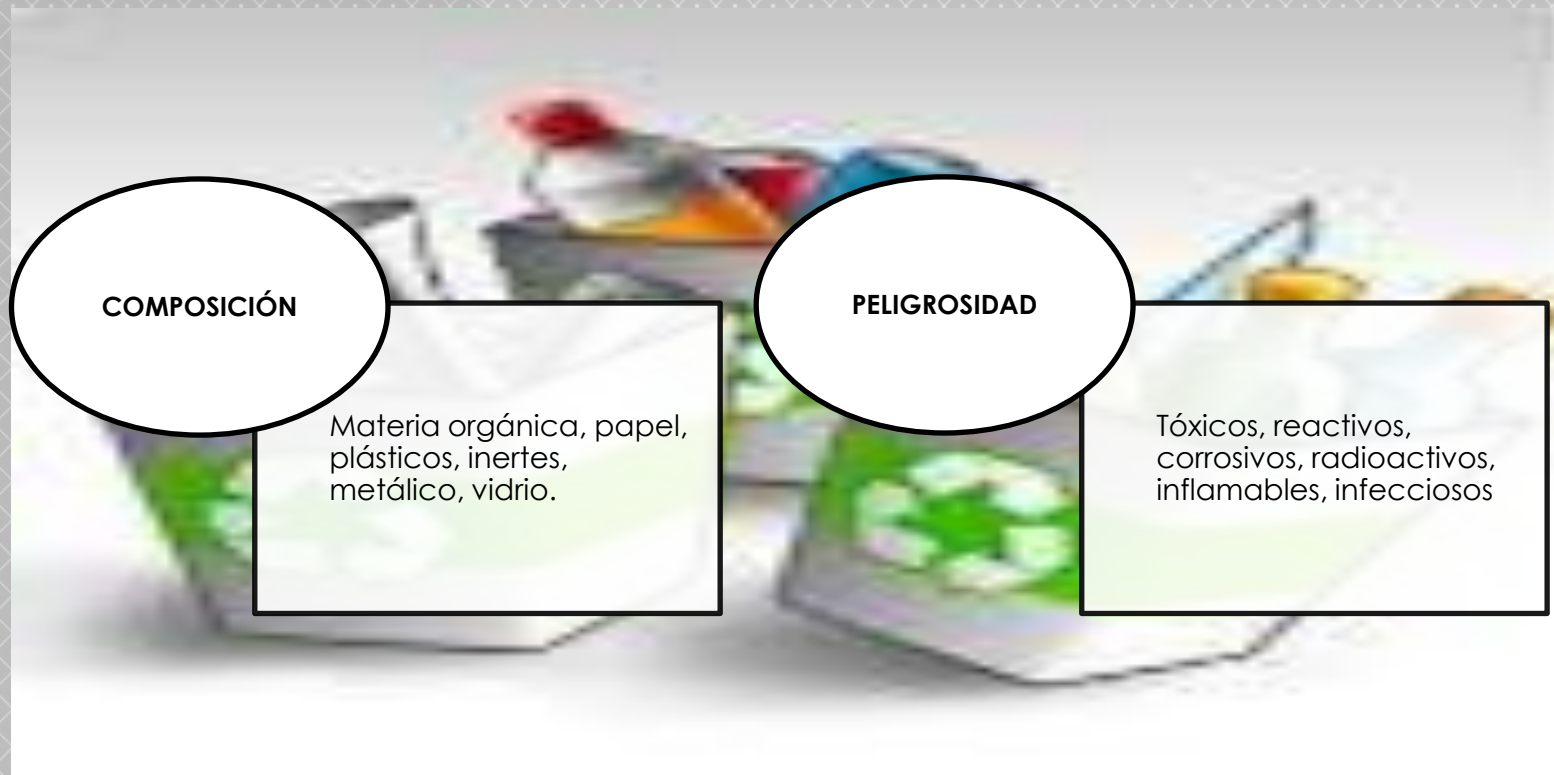 COMPOSICIÓN
Materia orgánica, papel,
plásticos, inertes,
metálico, vidrio.
PELIGROSIDAD
Tóxicos, reactivos,
corrosivos, radioactivos,
inflamables, infecciosos